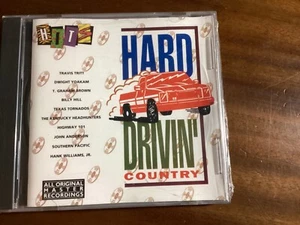 HITS
HARD
DRIVIN'
COUNTRY
TRAVIS TRITT
DWIGHT YOAKAM
T. GRAHAM BROWN
BILLY HILL
TEXAS TORNADOS
THE KENTUCKY HEADHUNTERS
HIGHWAY 101
JOHN ANDERSON
SOUTHERN PACIFIC
HANK WILLIAMS, JR.
ALL ORIGINAL
MASTER
RECORDINGS